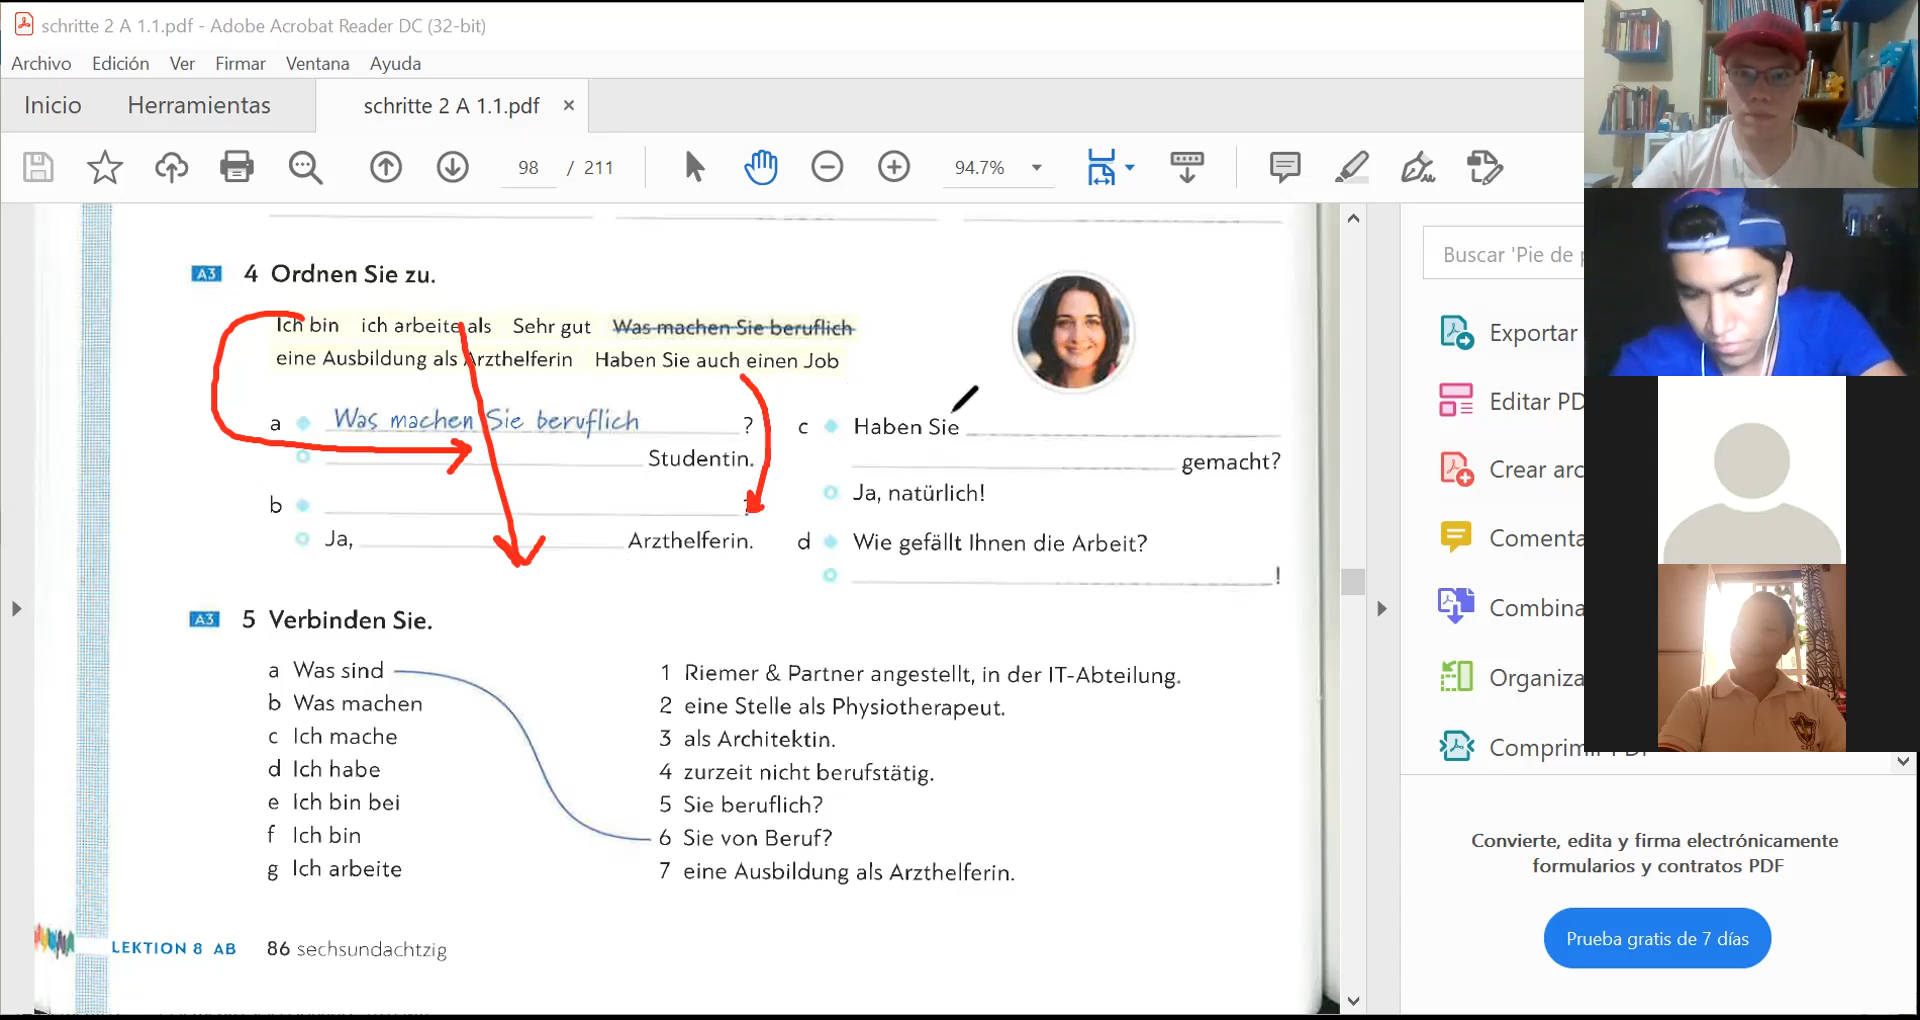 schritte 2 A 1.1.pdf - Adobe Acrobat Reader DC (32-bit)
Archivo Edición Ver Firmar Ventana Ayuda
Inicio Herramientas schritte 2 A 1.1.pdf ×
98 / 211 94.7%
A3 4 Ordnen Sie zu.
Ich bin ich arbeite als Sehr gut Was machen Sie beruflich
eine Ausbildung als Arzthelferin Haben Sie auch einen Job
a Was machen Sie beruflich ?
Studentin.
b ?
Ja, Arzthelferin.
c Haben Sie
gemacht?
Ja, natürlich!
d Wie gefällt Ihnen die Arbeit?
!
A3 5 Verbinden Sie.
a Was sind
b Was machen
c Ich mache
d Ich habe
e Ich bin bei
f Ich bin
g Ich arbeite
1 Riemer & Partner angestellt, in der IT-Abteilung.
2 eine Stelle als Physiotherapeut.
3 als Architektin.
4 zurzeit nicht berufstätig.
5 Sie beruflich?
6 Sie von Beruf?
7 eine Ausbildung als Arzthelferin.
LEKTION 8 AB 86 sechsundachtzig
Buscar 'Pie de
Exportar
Editar PD
Crear arc
Comenta
Combina
Organiza
Comprimir PDF
Convierte, edita y firma electrónicamente
formularios y contratos PDF
Prueba gratis de 7 días